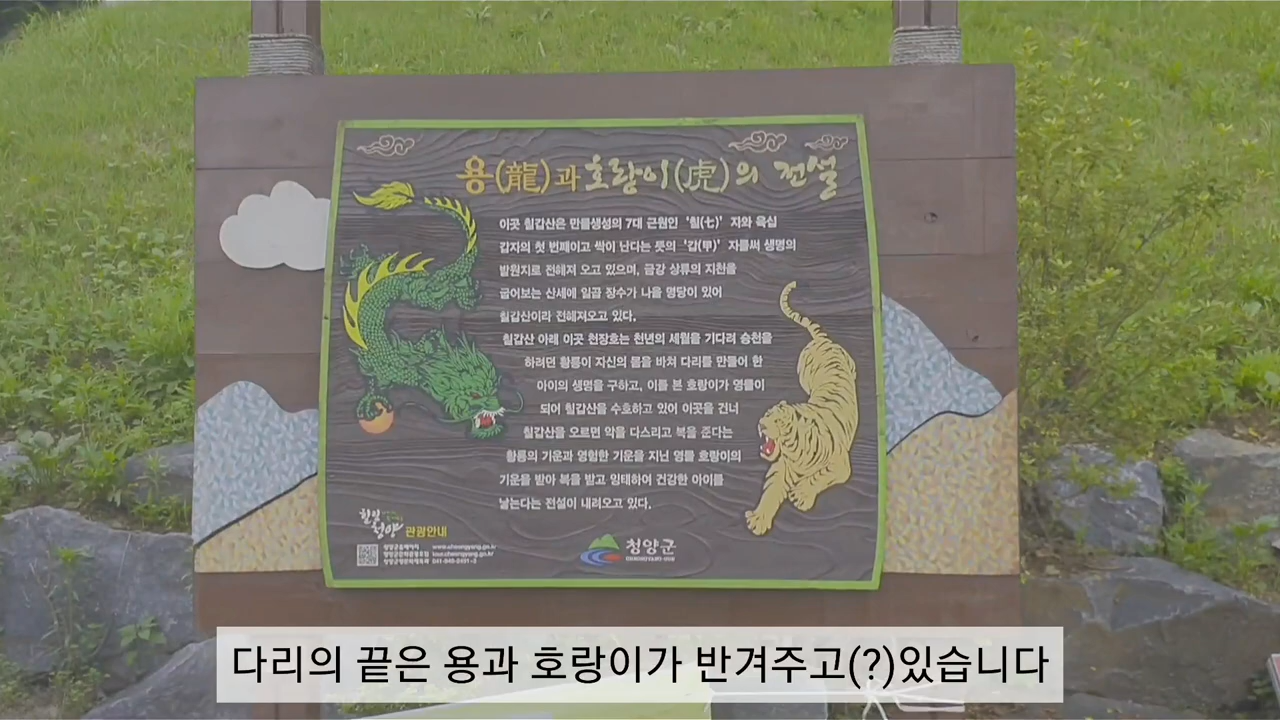 용(龍)과 호랑이(虎)의 전설
이곳 칠갑산은 만물생성의 7대 근원인 '칠(七)' 자와 육십
갑자의 첫 번째이고 싹이 난다는 뜻의 '갑(甲)' 자를써 생명의
발원지로 전해져 오고 있으며, 금강 상류의 지천을
굽어보는 산세에 일곱 장수가 나올 명당이 있어
칠갑산이라 전해져오고 있다.
칠갑산 아래 이곳 천장호는 천년의 세월을 기다려 승천을
하려던 황룡이 자신의 몸을 바쳐 다리를 만들어 한
아이의 생명을 구하고, 이를 본 호랑이가 영물이
되어 칠갑산을 수호하고 있어 이곳을 건너
칠갑산을 오르면 악을 다스리고 복을 준다는
황룡의 기운과 영험한 기운을 지닌 영물 호랑이의
기운을 받아 복을 받고 잉태하여 건강한 아이를
낳는다는 전설이 내려오고 있다.
청양 관광안내
청양군
다리의 끝은 용과 호랑이가 반겨주고(?)있습니다